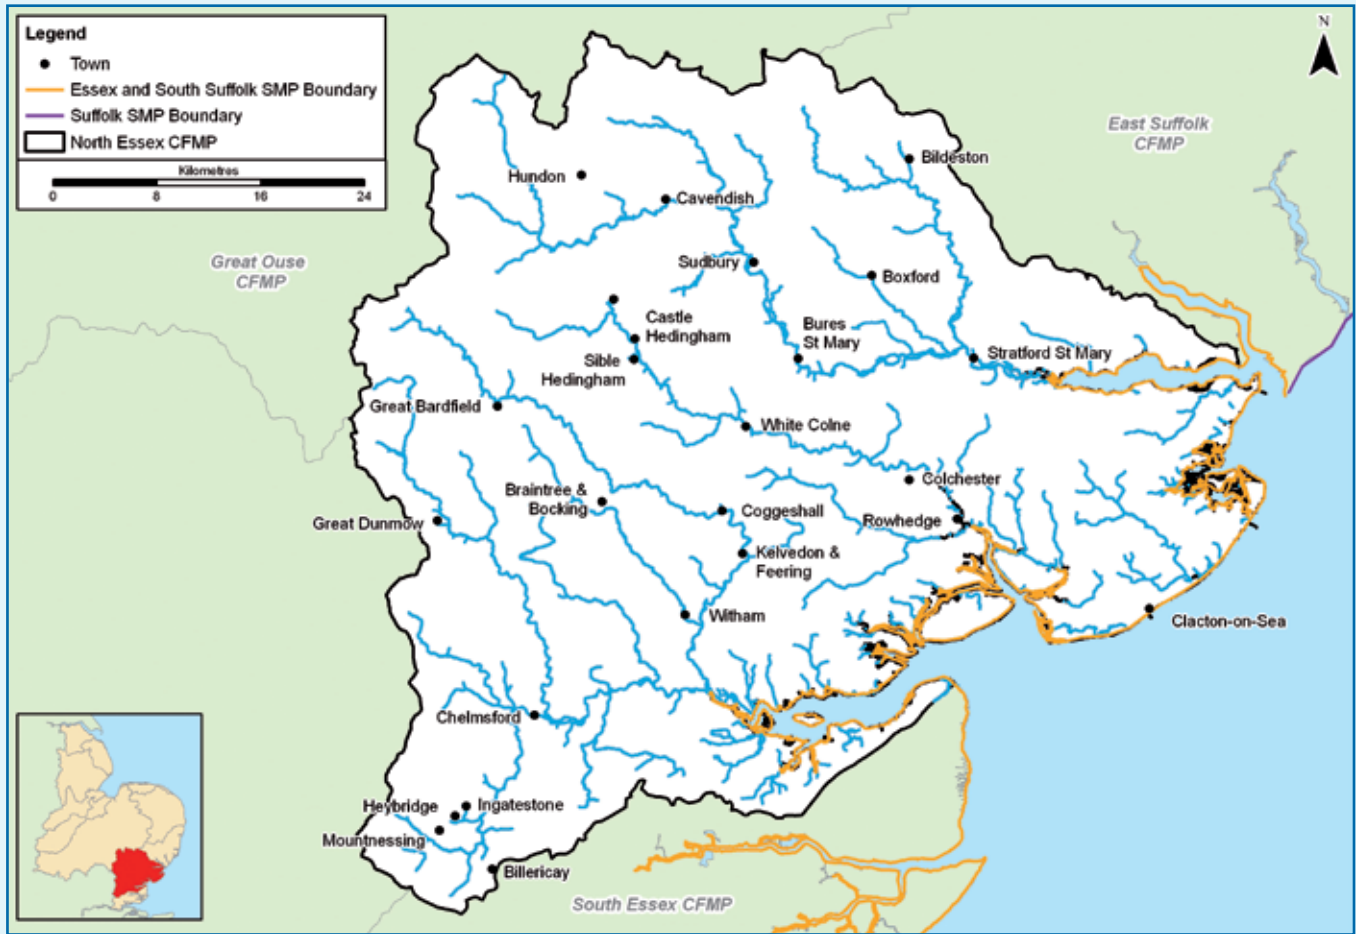 Legend
Town
Essex and South Suffolk SMP Boundary
Suffolk SMP Boundary
North Essex CFMP
Kilometres
0 8 16 24
N
East Suffolk
CFMP
Great Ouse
CFMP
South Essex CFMP
Bildeston
Hundon
Cavendish
Sudbury
Boxford
Castle
Hedingham
Bures
St Mary
Sible
Hedingham
Stratford St Mary
Great Bardfield
White Colne
Colchester
Braintree &
Bocking
Coggeshall
Rowhedge
Great Dunmow
Kelvedon &
Feering
Witham
Clacton-on-Sea
Chelmsford
Heybridge
Ingatestone
Mountnessing
Billericay